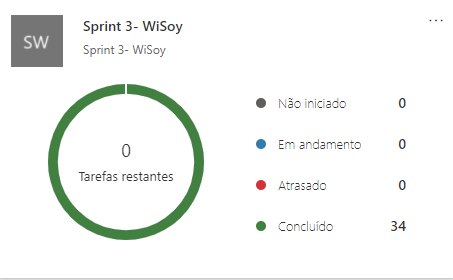 SW
Sprint 3- WiSoy
Sprint 3- WiSoy
...
0
Tarefas restantes
Não iniciado 0
Em andamento 0
Atrasado 0
Concluído 34